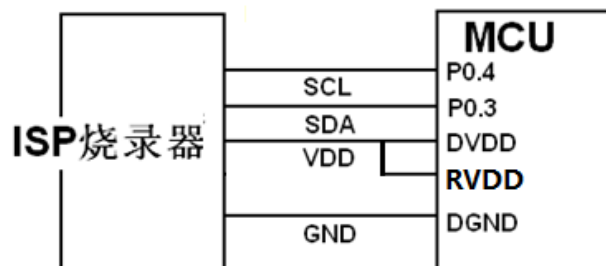 MCU
P0.4
SCL
P0.3
SDA
ISP烧录器
DVDD
VDD
RVDD
DGND
GND